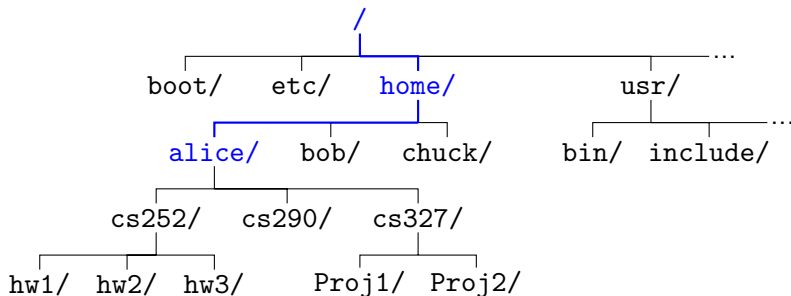 /
boot/ etc/ home/ usr/ ...
alice/ bob/ chuck/ bin/ include/ ...
cs252/ cs290/ cs327/
hw1/ hw2/ hw3/ Proj1/ Proj2/